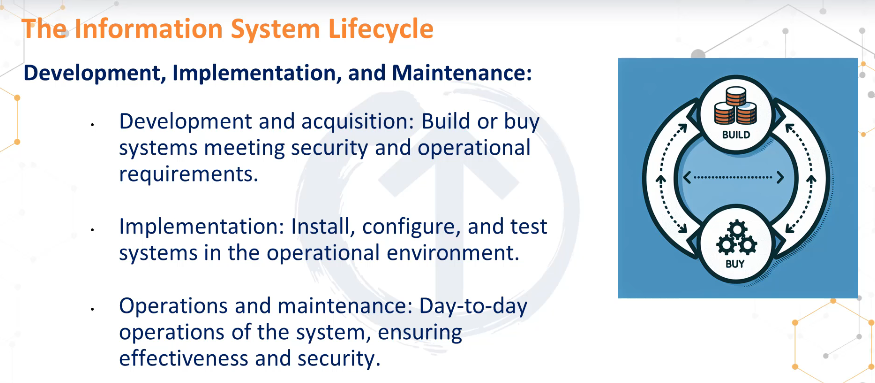 The Information System Lifecycle
Development, Implementation, and Maintenance:
• Development and acquisition: Build or buy
systems meeting security and operational
requirements.
• Implementation: Install, configure, and test
systems in the operational environment.
• Operations and maintenance: Day-to-day
operations of the system, ensuring
effectiveness and security.
BUILD
BUY